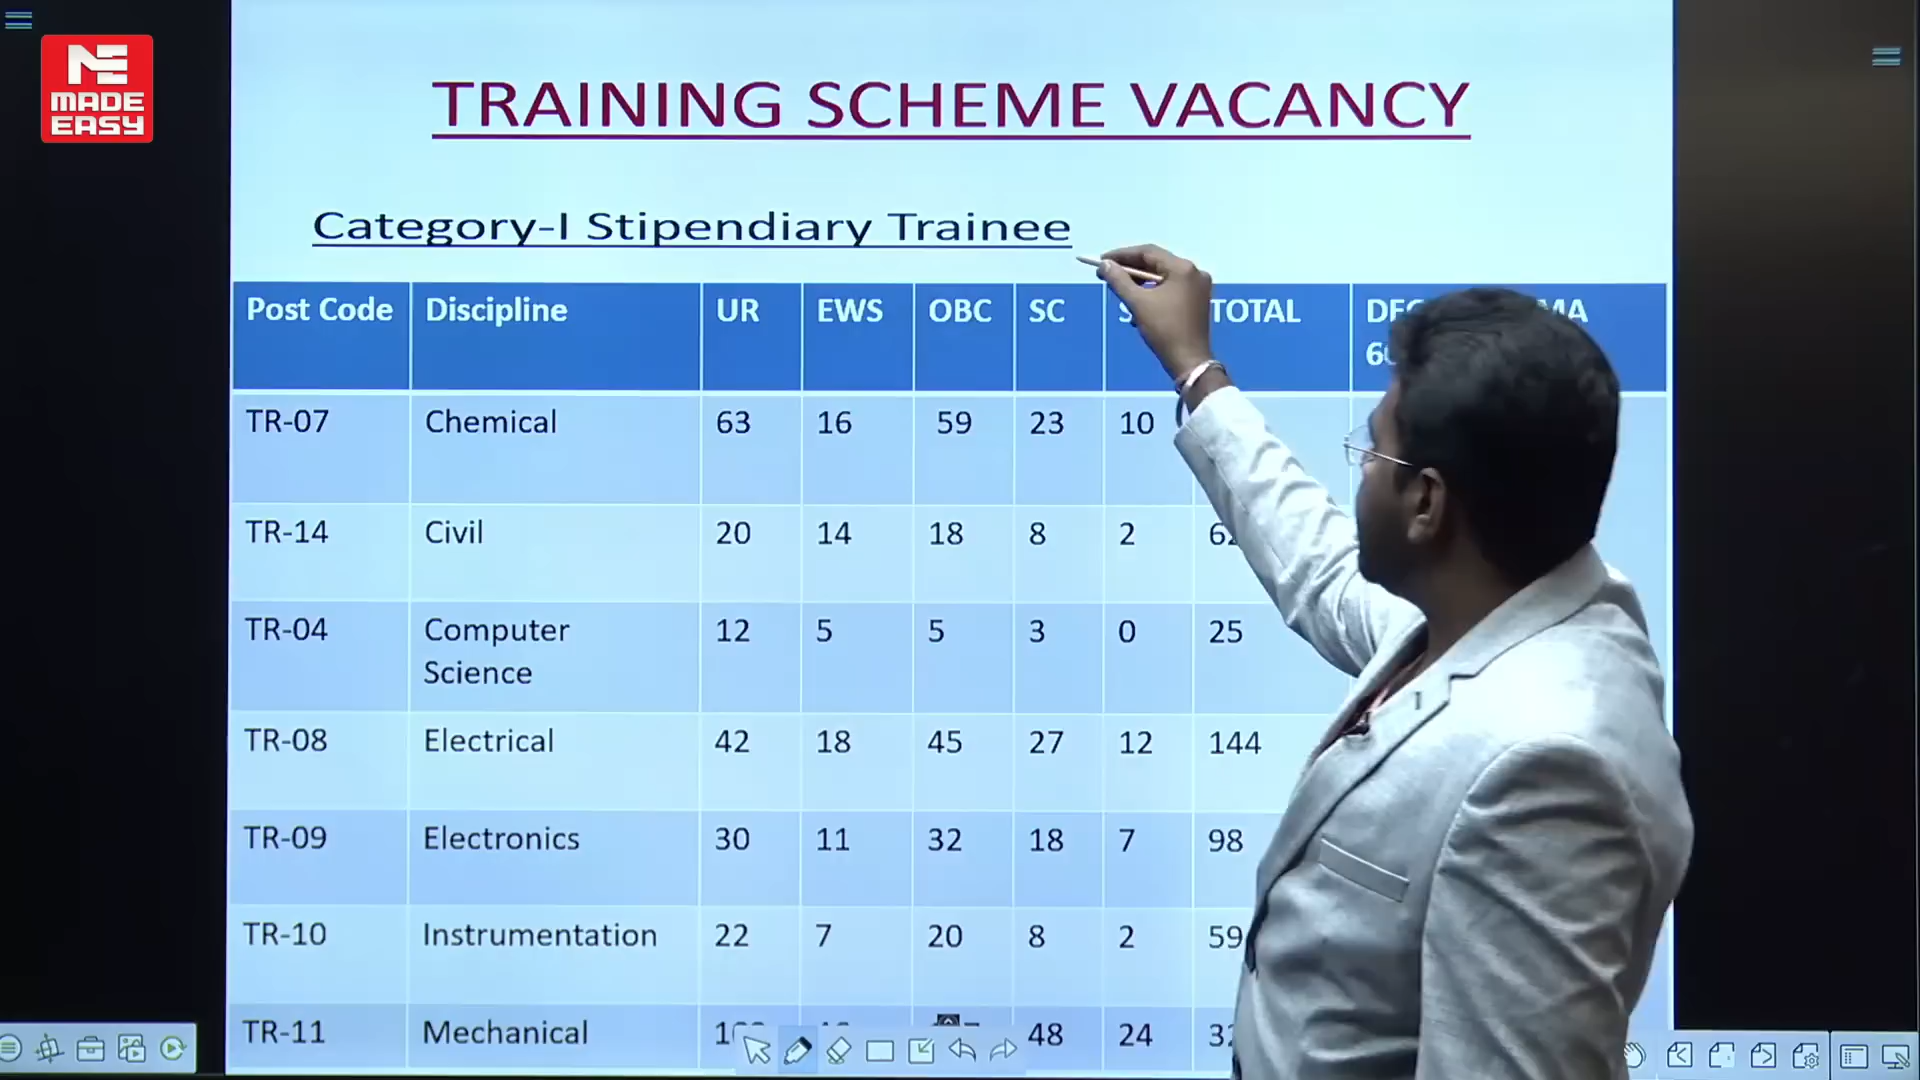 MADE
EASY
TRAINING SCHEME VACANCY
Category-I Stipendiary Trainee
Post Code Discipline UR EWS OBC SC TOTAL
TR-07 Chemical 63 16 59 23 10
TR-14 Civil 20 14 18 8 2
TR-04 Computer 12 5 5 3 0 25
Science
TR-08 Electrical 42 18 45 27 12 144
TR-09 Electronics 30 11 32 18 7 98
TR-10 Instrumentation 22 7 20 8 2 59
TR-11 Mechanical 48 24